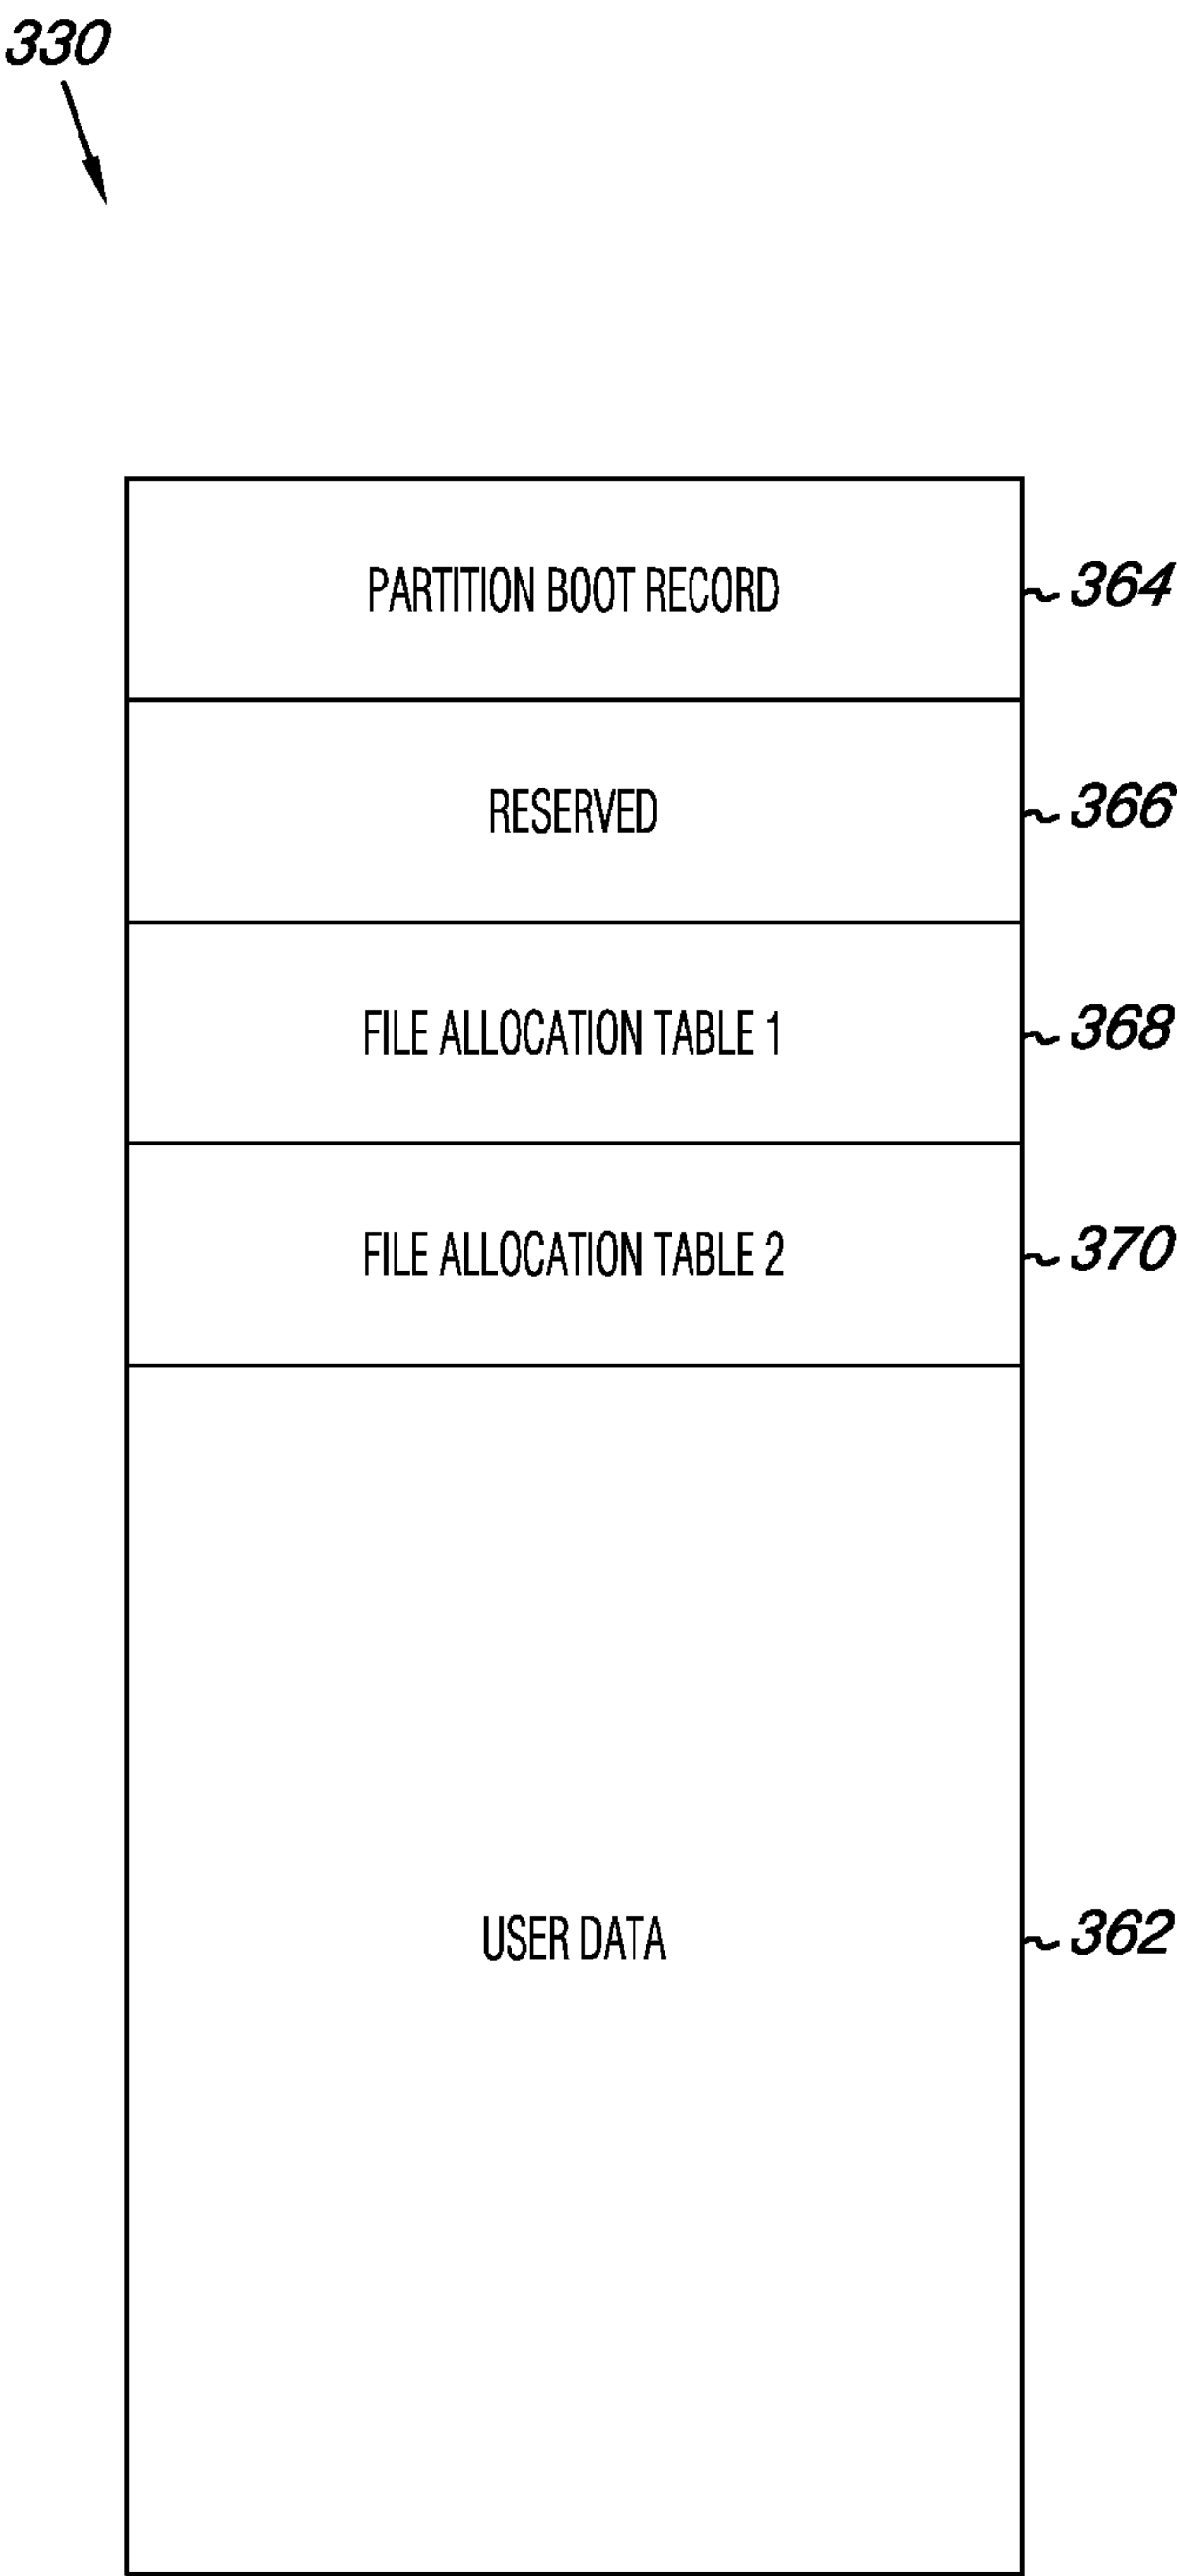 330
PARTITION BOOT RECORD 364
RESERVED 366
FILE ALLOCATION TABLE 1 368
FILE ALLOCATION TABLE 2 370
USER DATA 362